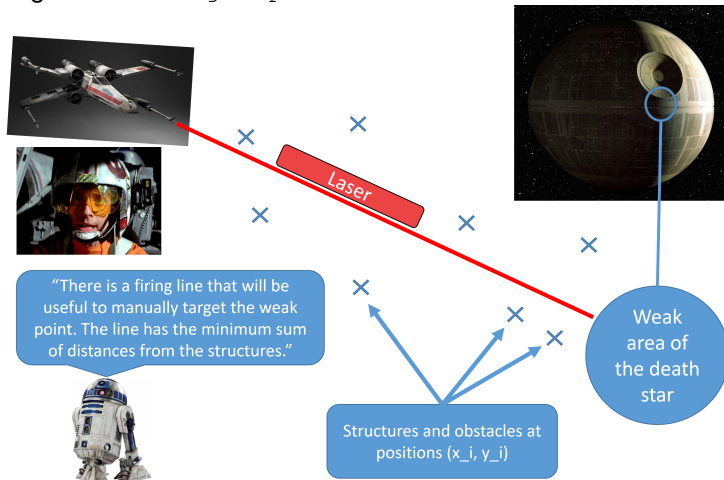 Laser
“There is a firing line that will be
useful to manually target the weak
point. The line has the minimum sum
of distances from the structures.”
Weak
area of
the death
star
Structures and obstacles at
positions (x_i, y_i)